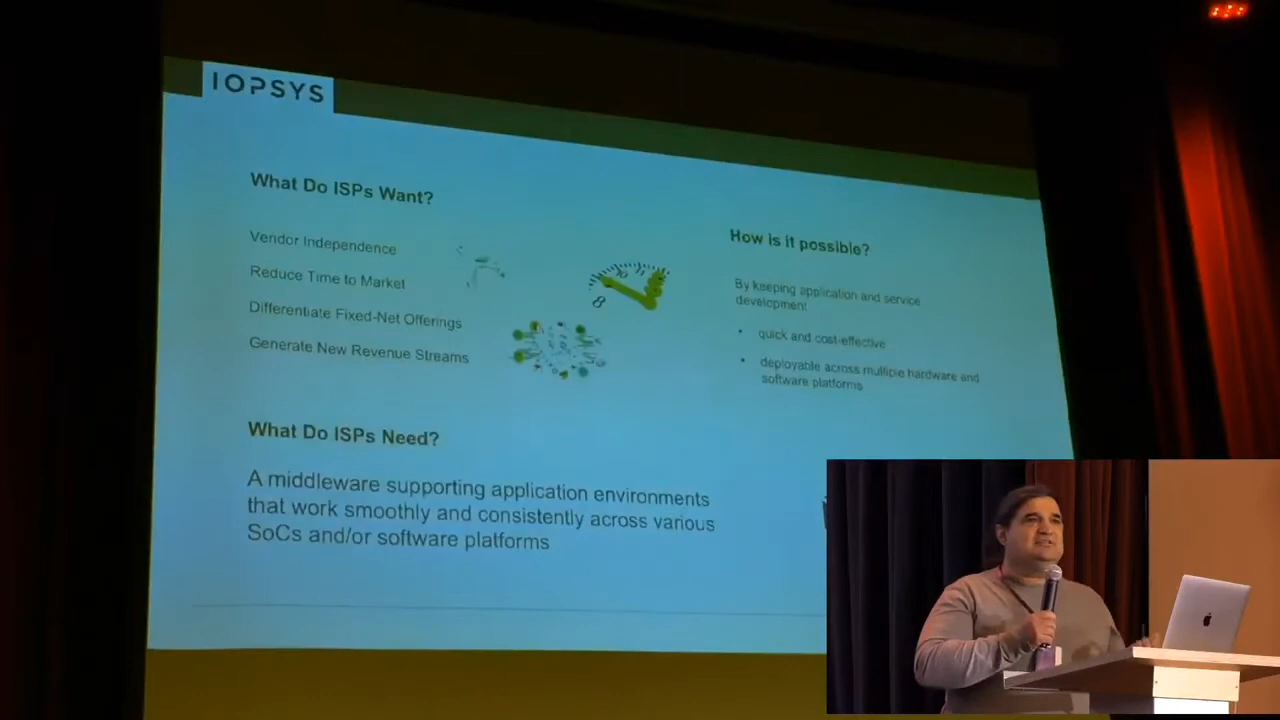 IOPSYS
What Do ISPs Want?
Vendor Independence
Reduce Time to Market
Differentiate Fixed-Net Offerings
Generate New Revenue Streams
8
10
11
What Do ISPs Need?
A middleware supporting application environments
that work smoothly and consistently across various
SoCs and/or software platforms
How is it possible?
By keeping application and service
development
• quick and cost-effective
• deployable across multiple hardware and
software platforms